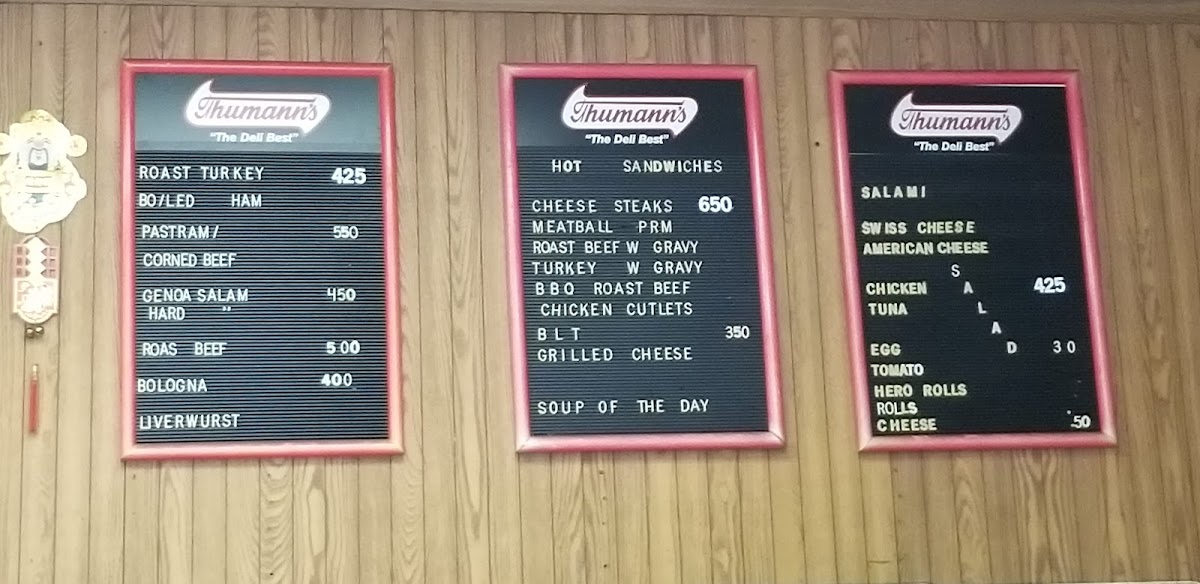 Thumann's
"The Deli Best"
ROAST TURKEY 425
BO/LED HAM
PASTRAM/ 550
CORNED BEEF
GENOA SALAM 450
HARD "
ROAS BEEF 500
BOLOGNA 400
LIVERWURST
Thumann's
"The Deli Best"
HOT SANDWICHES
CHEESE STEAKS 650
MEATBALL PRM
ROAST BEEF W GRAVY
TURKEY W GRAVY
BBQ ROAST BEEF
CHICKEN CUTLETS
BLT 350
GRILLED CHEESE
SOUP OF THE DAY
Thumann's
"The Deli Best"
SALAMI
SWISS CHEESE
AMERICAN CHEESE
S
CHICKEN A 425
TUNA L
A
EGG D 30
TOMATO
HERO ROLLS
ROLLS
CHEESE .50